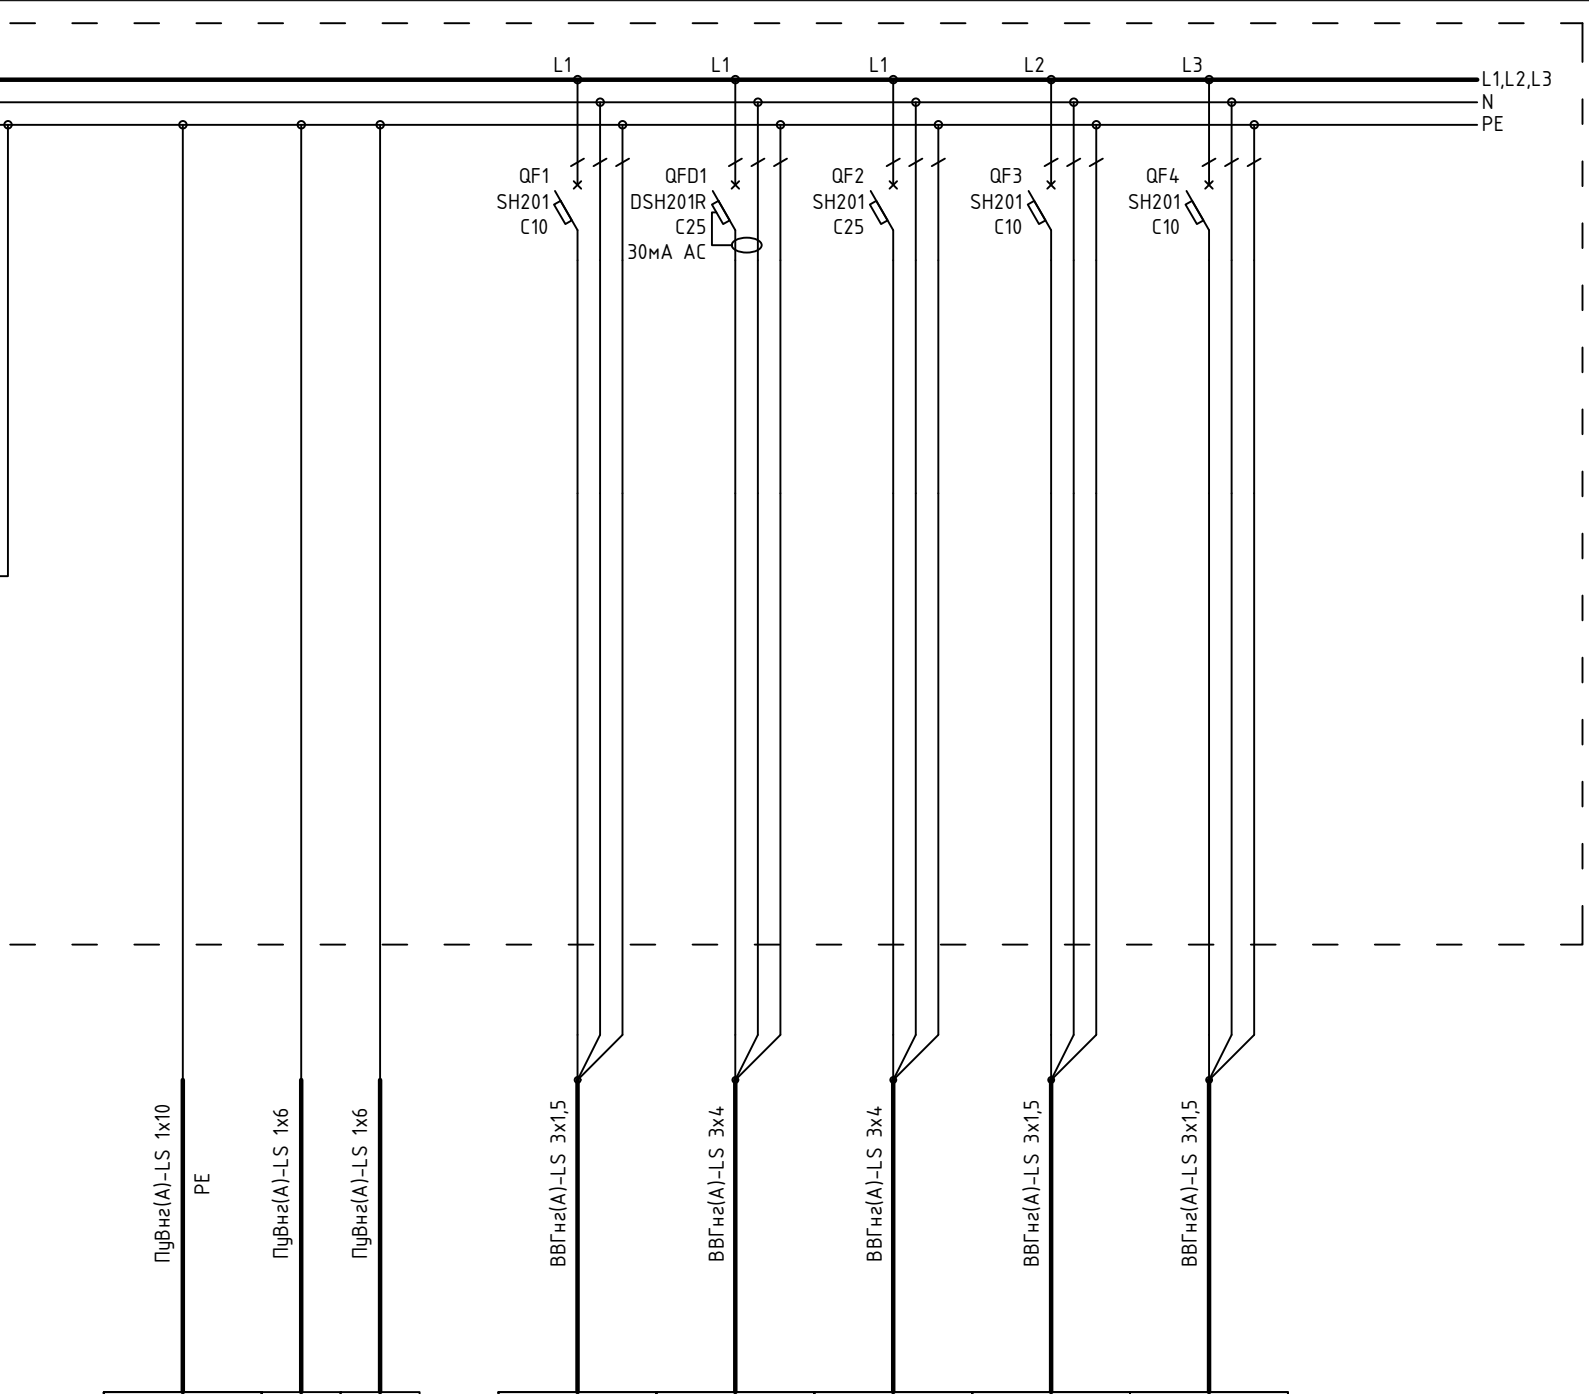 L1
L1
L1
L2
L3
L1,L2,L3
N
PE
QF1
SH201
C10
QFD1
DSH201R
C25
30мА AC
QF2
SH201
C25
QF3
SH201
C10
QF4
SH201
C10
ПуВнг(А)-LS 1x10
PE
ПуВнг(А)-LS 1x6
ПуВнг(А)-LS 1x6
ВВГнг(А)-LS 3x1,5
ВВГнг(А)-LS 3x4
ВВГнг(А)-LS 3x4
ВВГнг(А)-LS 3x1,5
ВВГнг(А)-LS 3x1,5